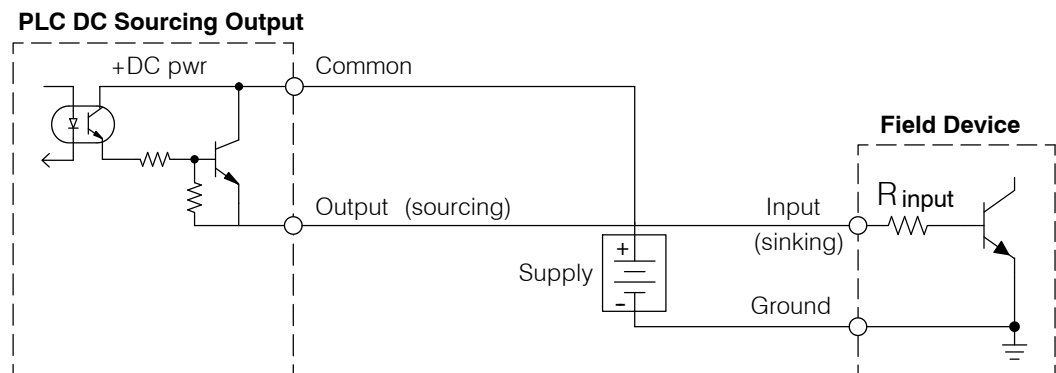 PLC DC Sourcing Output
+DC pwr
Common
Field Device
Output (sourcing)
Input
(sinking)
R input
+
Supply
–
Ground